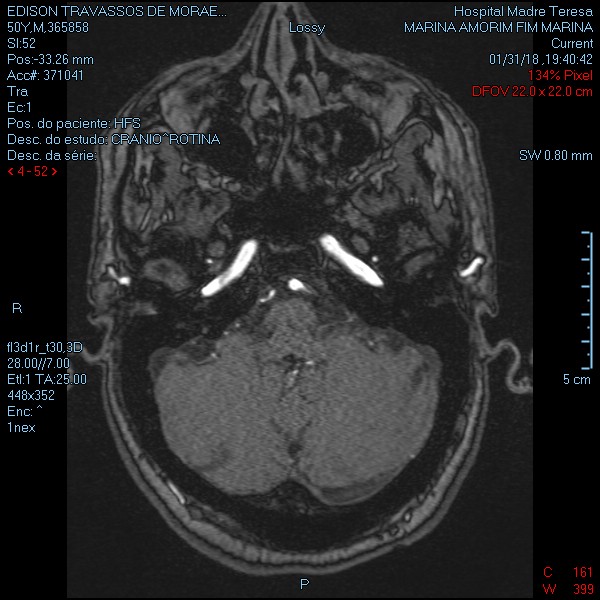 EDISON TRAVASSOS DE MORAE...
50Y,M,365858
Sl:52
Pos:-33.26 mm
Acc#: 371041
Tra
Ec:1
Pos. do paciente: HFS
Desc. do estudo: CRANIO^ROTINA
Desc. da série:
< 4 - 52 >
Lossy
Hospital Madre Teresa
MARINA AMORIM FIM MARINA
Current
01/31/18 ,19:40:42
134% Pixel
DFOV 22.0 x 22.0 cm
SW 0.80 mm
R
fl3d1r_t30,3D
28.00//7.00
Etl:1 TA:25.00
448x352
Enc: ^
1nex
5 cm
P
C 161
W 399